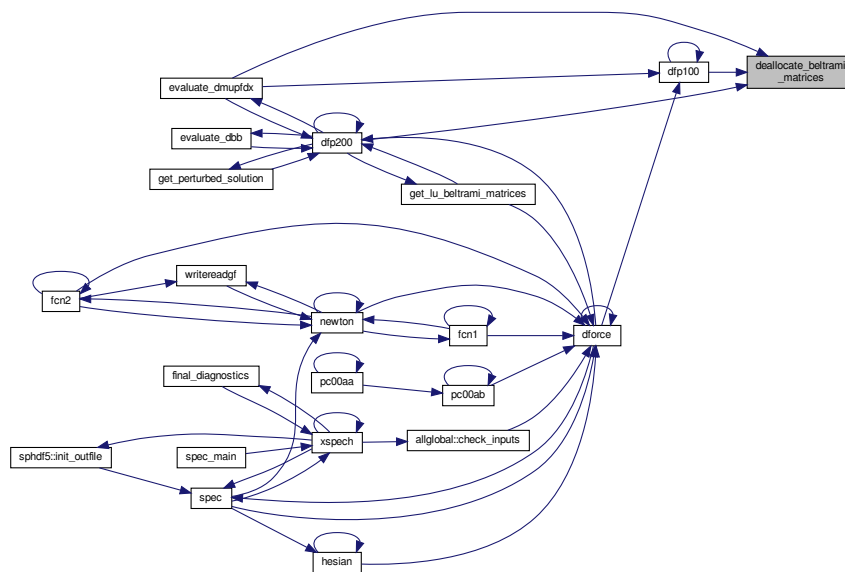 deallocate_beltrami
_matrices
dfp100
evaluate_dmupfdx
evaluate_dbb
dfp200
get_perturbed_solution
get_lu_beltrami_matrices
writereadgf
fcn2
newton
fcn1
dforce
final_diagnostics
pc00aa
pc00ab
xspech
allglobal::check_inputs
sphdf5::init_outfile
spec_main
spec
hesian